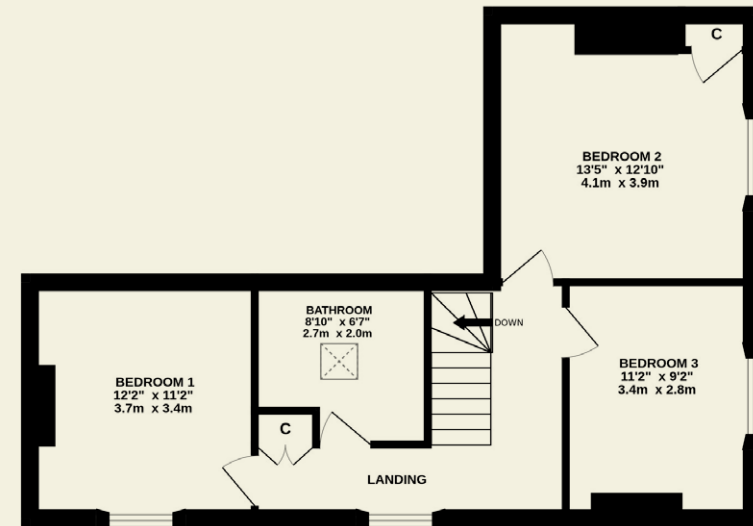 C
BEDROOM 2
13'5" x 12'10"
4.1m x 3.9m
BATHROOM
8'10" x 6'7"
2.7m x 2.0m
DOWN
BEDROOM 1
12'2" x 11'2"
3.7m x 3.4m
BEDROOM 3
11'2" x 9'2"
3.4m x 2.8m
C
LANDING